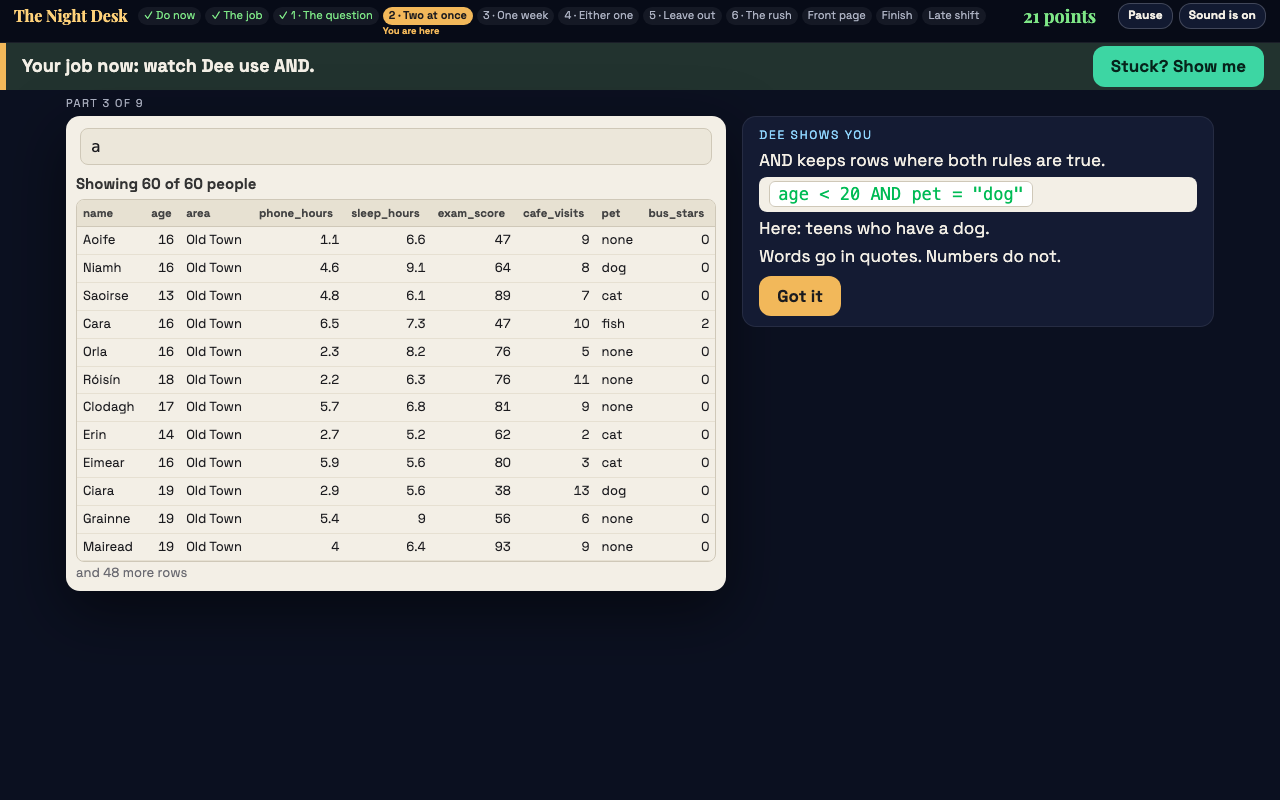 The Night Desk
✓ Do now
✓ The job
✓ 1 · The question
2 · Two at once
You are here
3 · One week
4 · Either one
5 · Leave out
6 · The rush
Front page
Finish
Late shift
21 points
Pause
Sound is on
Your job now: watch Dee use AND.
Stuck? Show me
PART 3 OF 9
a
Showing 60 of 60 people
name age area phone_hours sleep_hours exam_score cafe_visits pet bus_stars
Aoife 16 Old Town 1.1 6.6 47 9 none 0
Niamh 16 Old Town 4.6 9.1 64 8 dog 0
Saoirse 13 Old Town 4.8 6.1 89 7 cat 0
Cara 16 Old Town 6.5 7.3 47 10 fish 2
Orla 16 Old Town 2.3 8.2 76 5 none 0
Róisín 18 Old Town 2.2 6.3 76 11 none 0
Clodagh 17 Old Town 5.7 6.8 81 9 none 0
Erin 14 Old Town 2.7 5.2 62 2 cat 0
Eimear 16 Old Town 5.9 5.6 80 3 cat 0
Ciara 19 Old Town 2.9 5.6 38 13 dog 0
Grainne 19 Old Town 5.4 9 56 6 none 0
Mairead 19 Old Town 4 6.4 93 9 none 0
and 48 more rows
DEE SHOWS YOU
AND keeps rows where both rules are true.
age < 20 AND pet = "dog"
Here: teens who have a dog.
Words go in quotes. Numbers do not.
Got it